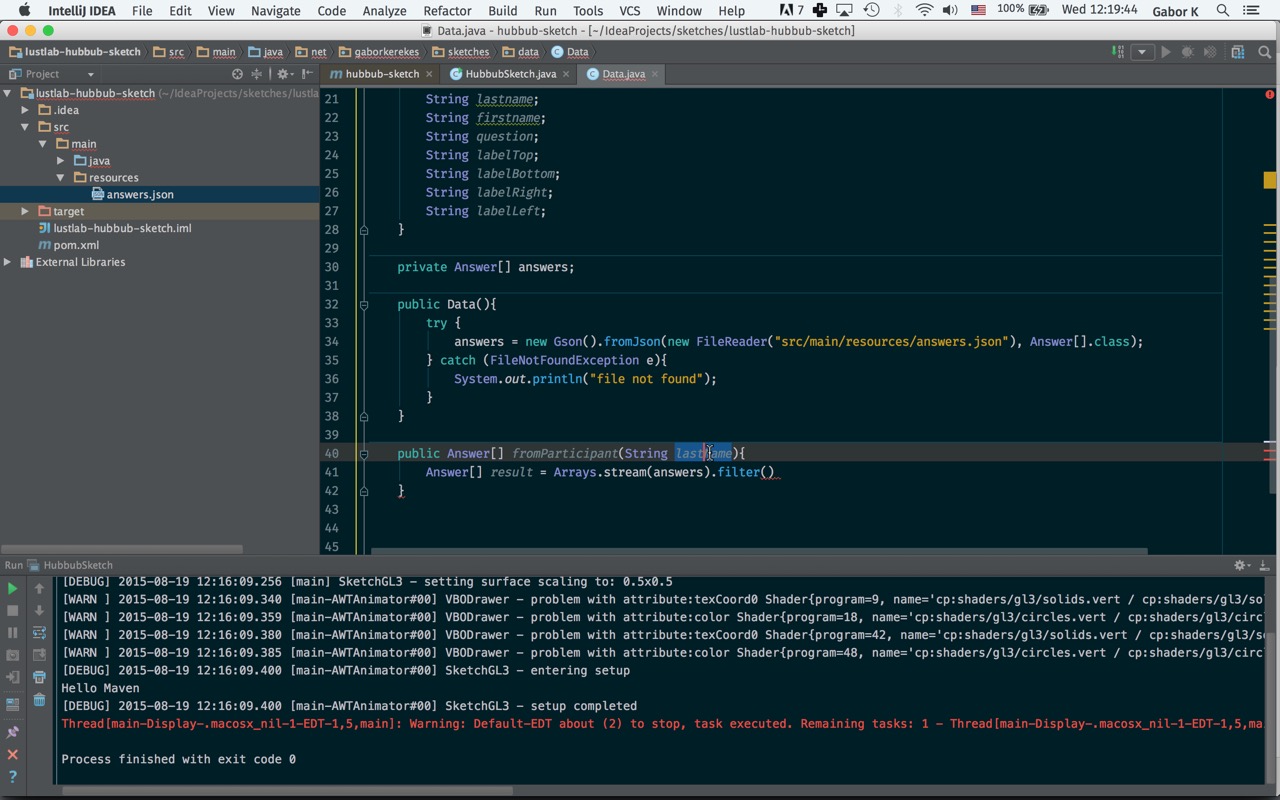 IntelliJ IDEA File Edit View Navigate Code Analyze Refactor Build Run Tools VCS Window Help 7 100% Wed 12:19:44 Gabor K
Data.java - hubbub-sketch - [~/IdeaProjects/sketches/lustlab-hubbub-sketch]
lustlab-hubbub-sketch src main java net gaborkerekes sketches data Data
Project
m hubbub-sketch HubbubSketch.java Data.java
lustlab-hubbub-sketch (~/IdeaProjects/sketches/lustla
.idea
src
main
java
resources
answers.json
target
lustlab-hubbub-sketch.iml
m pom.xml
External Libraries
21 String lastname;
22 String firstname;
23 String question;
24 String labelTop;
25 String labelBottom;
26 String labelRight;
27 String labelLeft;
28 }
29
30 private Answer[] answers;
31
32 public Data(){
33 try {
34 answers = new Gson().fromJson(new FileReader("src/main/resources/answers.json"), Answer[].class);
35 } catch (FileNotFoundException e){
36 System.out.println("file not found");
37 }
38 }
39
40 public Answer[] fromParticipant(String lastname){
41 Answer[] result = Arrays.stream(answers).filter()
42 }
43
44
45
Run HubbubSketch
[DEBUG] 2015-08-19 12:16:09.256 [main] SketchGL3 - setting surface scaling to: 0.5x0.5
[WARN ] 2015-08-19 12:16:09.340 [main-AWTAnimator#00] VBODrawer - problem with attribute:texCoord0 Shader{program=9, name='cp:shaders/gl3/solids.vert / cp:shaders/gl3/so
[WARN ] 2015-08-19 12:16:09.359 [main-AWTAnimator#00] VBODrawer - problem with attribute:color Shader{program=18, name='cp:shaders/gl3/circles.vert / cp:shaders/gl3/circ
[WARN ] 2015-08-19 12:16:09.380 [main-AWTAnimator#00] VBODrawer - problem with attribute:texCoord0 Shader{program=42, name='cp:shaders/gl3/solids.vert / cp:shaders/gl3/s
[WARN ] 2015-08-19 12:16:09.385 [main-AWTAnimator#00] VBODrawer - problem with attribute:color Shader{program=48, name='cp:shaders/gl3/circles.vert / cp:shaders/gl3/circ
[DEBUG] 2015-08-19 12:16:09.400 [main-AWTAnimator#00] SketchGL3 - entering setup
Hello Maven
[DEBUG] 2015-08-19 12:16:09.400 [main-AWTAnimator#00] SketchGL3 - setup completed
Thread[main-Display-.macosx_nil-1-EDT-1,5,main]: Warning: Default-EDT about (2) to stop, task executed. Remaining tasks: 1 - Thread[main-Display-.macosx_nil-1-EDT-1,5,ma
Process finished with exit code 0